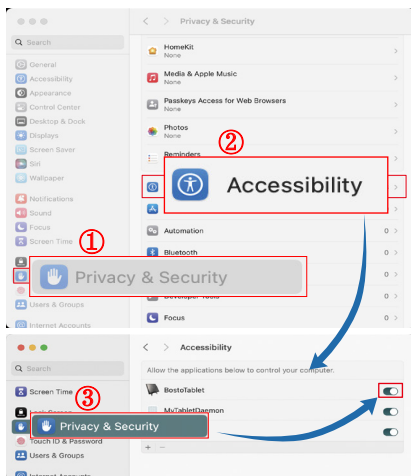 Privacy & Security
Search
General
Accessibility
Appearance
Control Center
Desktop & Dock
Displays
Screen Saver
Siri
Wallpaper
Notifications
Sound
Focus
Screen Time
①
Privacy & Security
Users & Groups
Internet Accounts
HomeKit
None
Media & Apple Music
None
Passkeys Access for Web Browsers
None
Photos
None
②
Reminders
Accessibility
Automation
0
Bluetooth
0
Developer Tools
0
Focus
0
Accessibility
Search
Screen Time
Lock Screen
③
Privacy & Security
Touch ID & Password
Users & Groups
Internet Accounts
Allow the applications below to control your computer.
BostoTablet
MyTabletDaemon
+ −